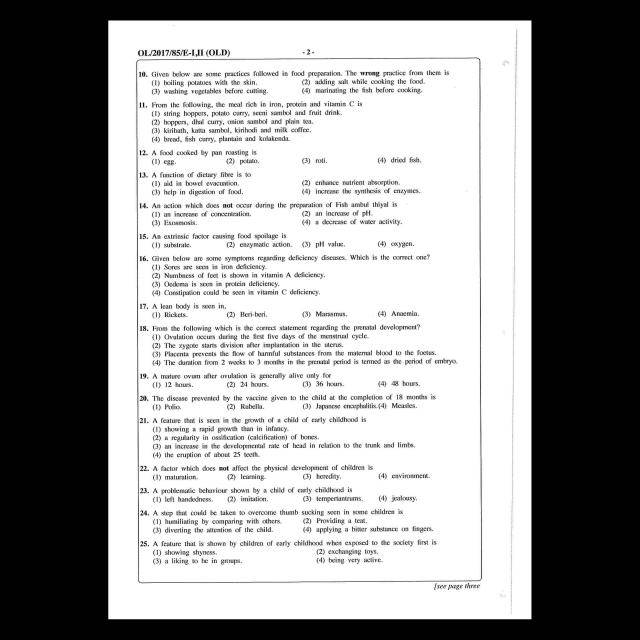 OL/2017/85/E-I,II (OLD) - 2 -
10. Given below are some practices followed in food preparation. The wrong practice from them is
(1) boiling potatoes with the skin. (2) adding salt while cooking the food.
(3) washing vegetables before cutting. (4) marinating the fish before cooking.
11. From the following, the meal rich in iron, protein and vitamin C is
(1) string hoppers, potato curry, seeni sambol and fruit drink.
(2) hoppers, dhal curry, onion sambol and plain tea.
(3) kiribath, katta sambol, kirihodi and milk coffee.
(4) bread, fish curry, plantain and kolakenda.
12. A food cooked by pan roasting is
(1) egg. (2) potato. (3) roti. (4) dried fish.
13. A function of dietary fibre is to
(1) aid in bowel evacuation. (2) enhance nutrient absorption.
(3) help in digestion of food. (4) increase the synthesis of enzymes.
14. An action which does not occur during the preparation of Fish ambul thiyal is
(1) an increase of concentration. (2) an increase of pH.
(3) Exosmosis. (4) a decrease of water activity.
15. An extrinsic factor causing food spoilage is
(1) substrate. (2) enzymatic action. (3) pH value. (4) oxygen.
16. Given below are some symptoms regarding deficiency diseases. Which is the correct one?
(1) Sores are seen in iron deficiency.
(2) Numbness of feet is shown in vitamin A deficiency.
(3) Oedema is seen in protein deficiency.
(4) Constipation could be seen in vitamin C deficiency.
17. A lean body is seen in,
(1) Rickets. (2) Beri-beri. (3) Marasmus. (4) Anaemia.
18. From the following which is the correct statement regarding the prenatal development?
(1) Ovulation occurs during the first five days of the menstrual cycle.
(2) The zygote starts division after implantation in the uterus.
(3) Placenta prevents the flow of harmful substances from the maternal blood to the foetus.
(4) The duration from 2 weeks to 3 months in the prenatal period is termed as the period of embryo.
19. A mature ovum after ovulation is generally alive only for
(1) 12 hours. (2) 24 hours. (3) 36 hours. (4) 48 hours.
20. The disease prevented by the vaccine given to the child at the completion of 18 months is
(1) Polio. (2) Rubella. (3) Japanese encephalitis. (4) Measles.
21. A feature that is seen in the growth of a child of early childhood is
(1) showing a rapid growth than in infancy.
(2) a regularity in ossification (calcification) of bones.
(3) an increase in the developmental rate of head in relation to the trunk and limbs.
(4) the eruption of about 25 teeth.
22. A factor which does not affect the physical development of children is
(1) maturation. (2) learning. (3) heredity. (4) environment.
23. A problematic behaviour shown by a child of early childhood is
(1) left handedness. (2) imitation. (3) tempertantrums. (4) jealousy.
24. A step that could be taken to overcome thumb sucking seen in some children is
(1) humiliating by comparing with others. (2) Providing a teat.
(3) diverting the attention of the child. (4) applying a bitter substance on fingers.
25. A feature that is shown by children of early childhood when exposed to the society first is
(1) showing shyness. (2) exchanging toys.
(3) a liking to be in groups. (4) being very active.
[see page three